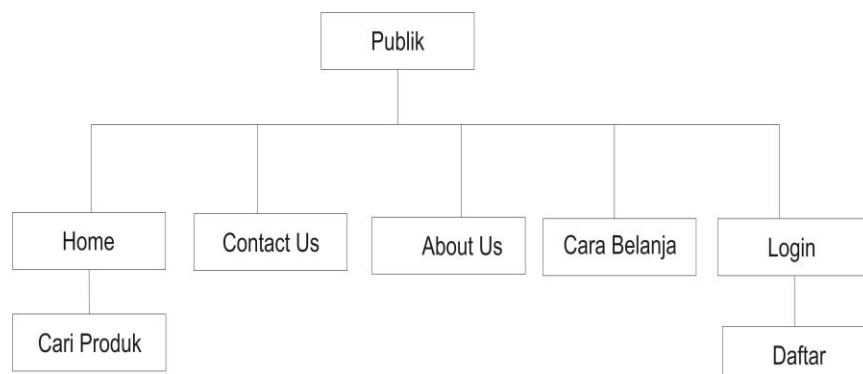 Publik
Home
Contact Us
About Us
Cara Belanja
Login
Cari Produk
Daftar